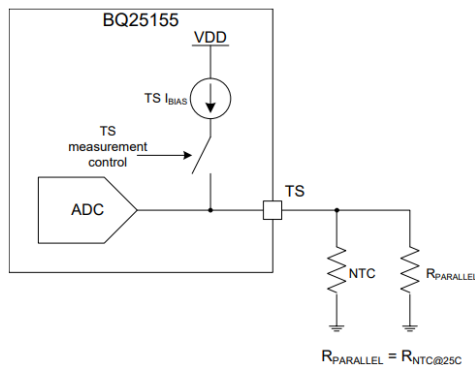 BQ25155
VDD
TS IBIAS
TS
measurement
control
ADC
TS
NTC
RPARALLEL
RPARALLEL = RNTC@25C